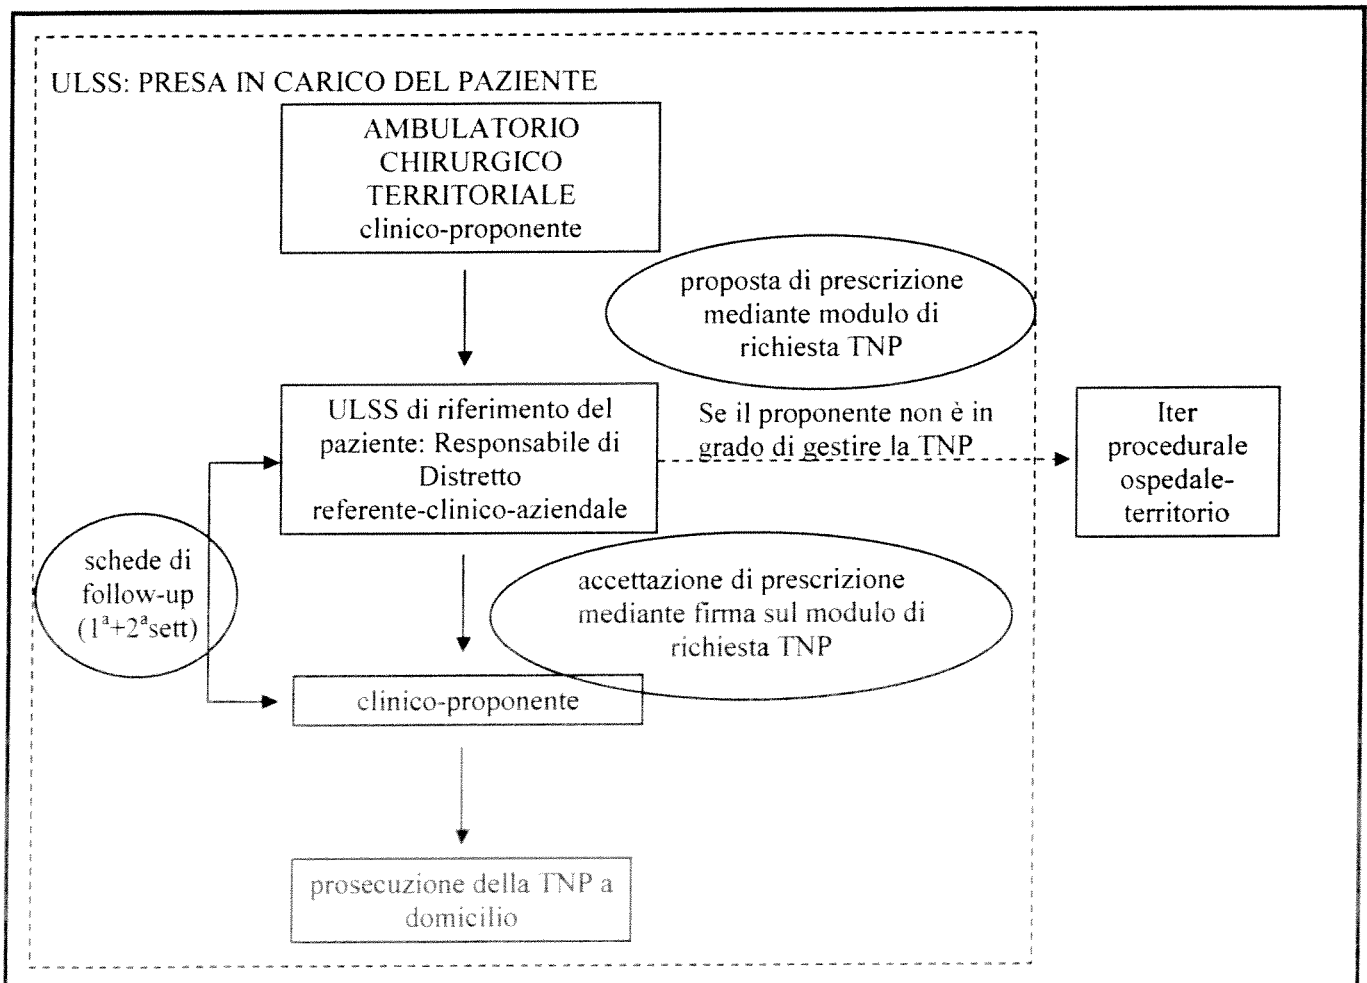 ULSS: PRESA IN CARICO DEL PAZIENTE
AMBULATORIO
CHIRURGICO
TERRITORIALE
clinico-proponente
proposta di prescrizione
mediante modulo di
richiesta TNP
ULSS di riferimento del
paziente: Responsabile di
Distretto
referente-clinico-aziendale
Se il proponente non è in
grado di gestire la TNP
Iter
procedurale
ospedale-
territorio
schede di
follow-up
(1ª+2ªsett)
accettazione di prescrizione
mediante firma sul modulo di
richiesta TNP
clinico-proponente
prosecuzione della TNP a
domicilio